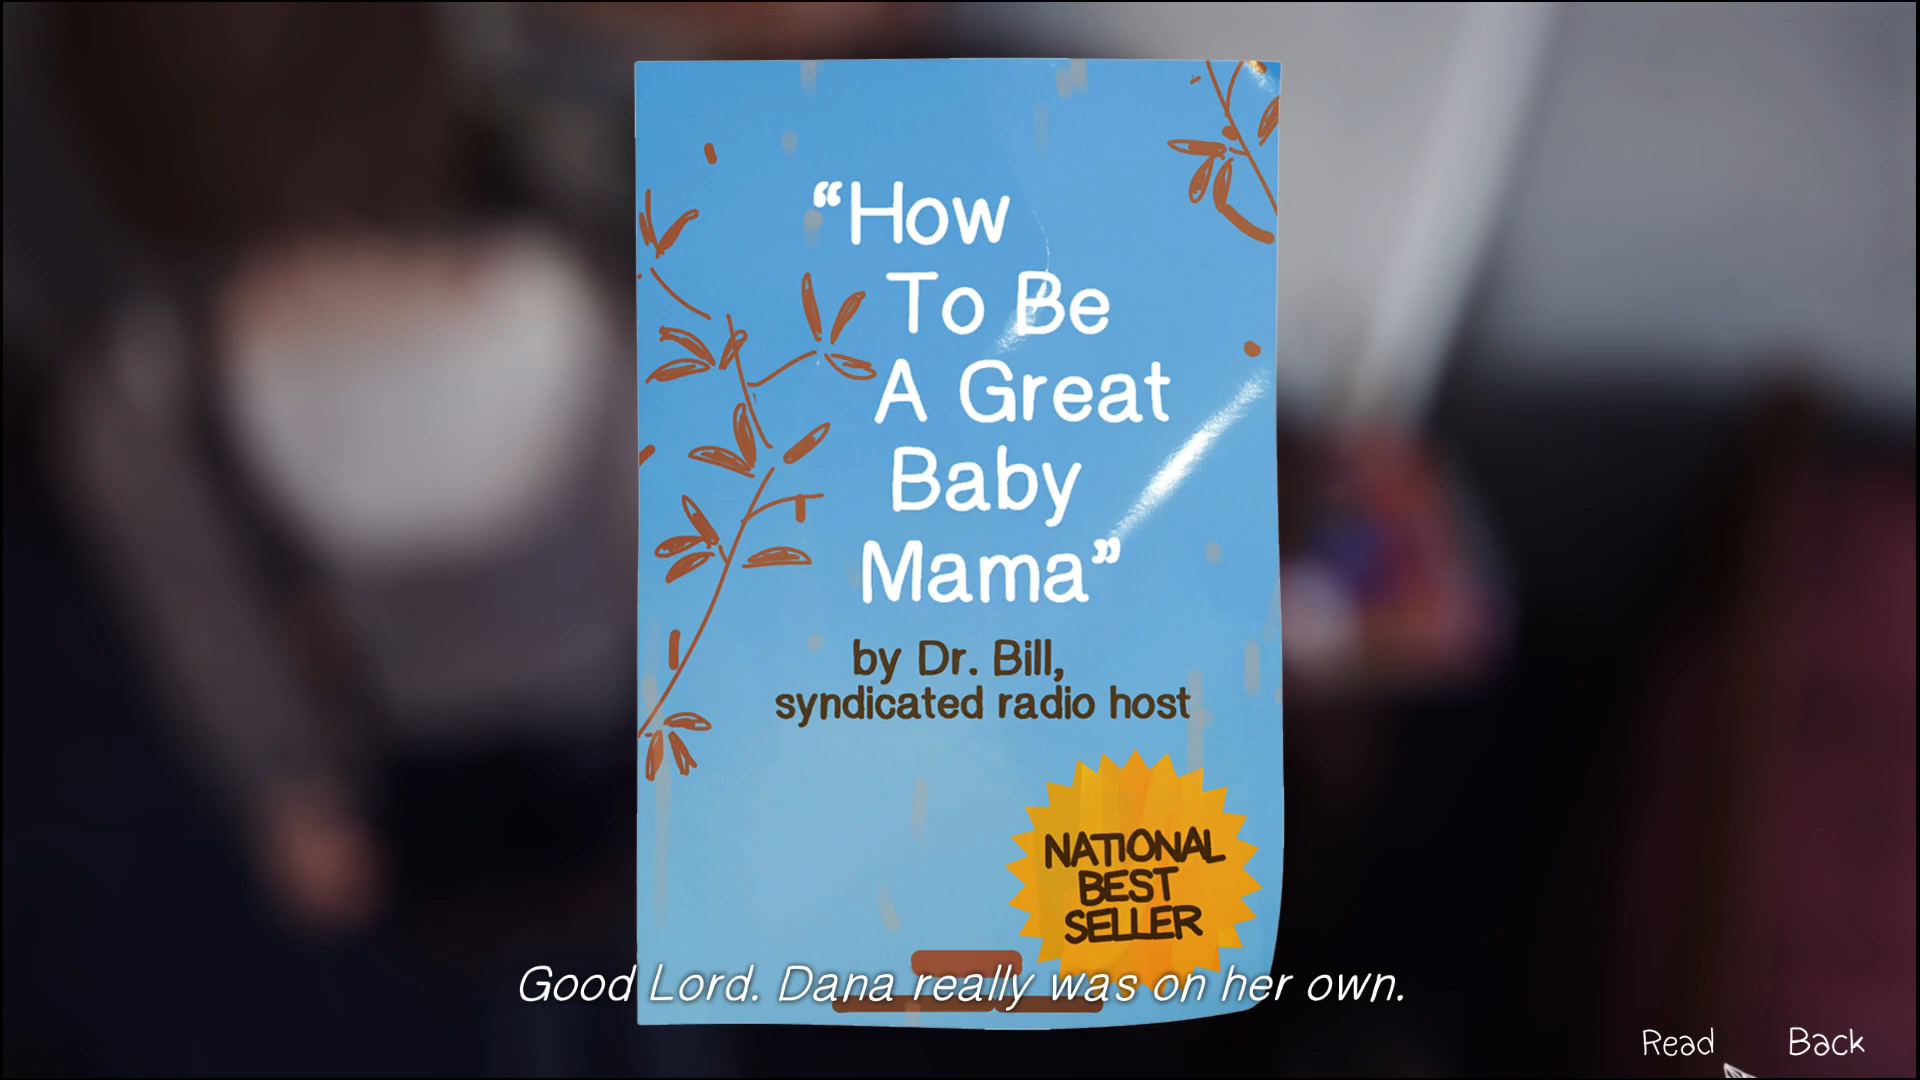 “How
To Be
A Great
Baby
Mama”
by Dr. Bill,
syndicated radio host
NATIONAL
BEST
SELLER
Good Lord. Dana really was on her own.
Read
Back